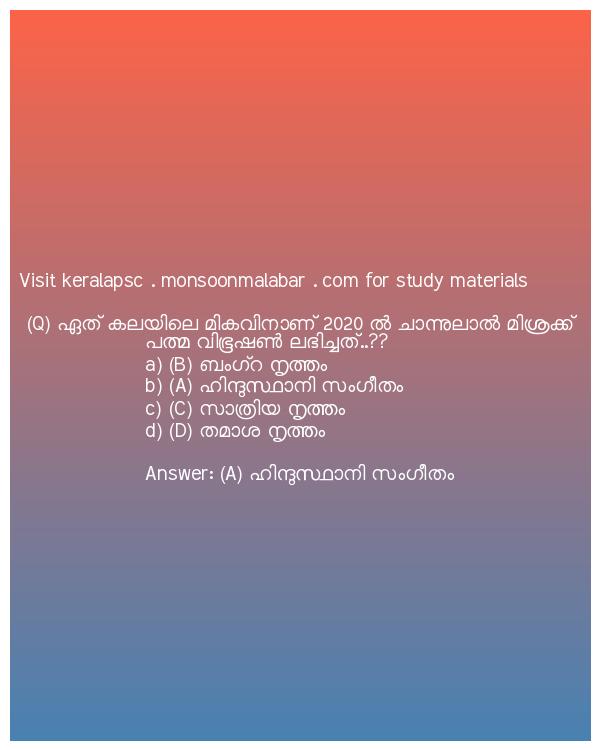 Visit keralapsc . monsoonmalabar . com for study materials
(Q) ഏത് കലയിലെ മികവിനാണ് 2020 ൽ ചാന്നുലാൽ മിശ്രക്ക്
പത്മ വിഭൂഷൺ ലഭിച്ചത്..??
a) (B) ബംഗ്റ നൃത്തം
b) (A) ഹിന്ദുസ്ഥാനി സംഗീതം
c) (C) സാത്രിയ നൃത്തം
d) (D) തമാശ നൃത്തം
Answer: (A) ഹിന്ദുസ്ഥാനി സംഗീതം